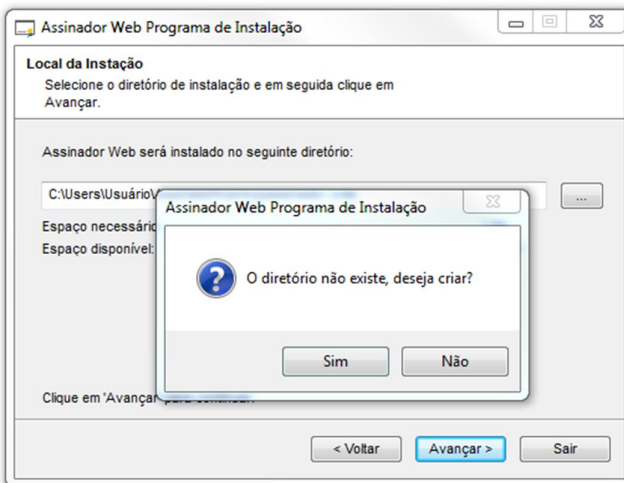 Assinador Web Programa de Instalação
Local da Instação
Selecione o diretório de instalação e em seguida clique em
Avançar.
Assinador Web será instalado no seguinte diretório:
C:\Users\Usuário\
...
Espaço necessário
Espaço disponível:
Assinador Web Programa de Instalação
O diretório não existe, deseja criar?
Sim
Não
Clique em 'Avançar'
< Voltar
Avançar >
Sair